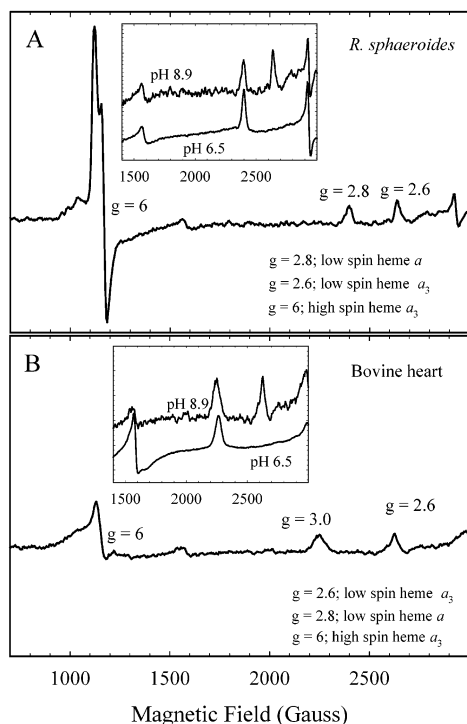 A
R. sphaeroides
pH 8.9
pH 6.5
1400 2000 2500
g = 6
g = 2.8
g = 2.6
g = 2.8; low spin heme a
g = 2.6; low spin heme a3
g = 6; high spin heme a3
B
Bovine heart
pH 8.9
pH 6.5
1400 2000 2500
g = 6
g = 3.0
g = 2.6
g = 2.6; low spin heme a3
g = 2.8; low spin heme a
g = 6; high spin heme a3
1000 1500 2000 2500
Magnetic Field (Gauss)